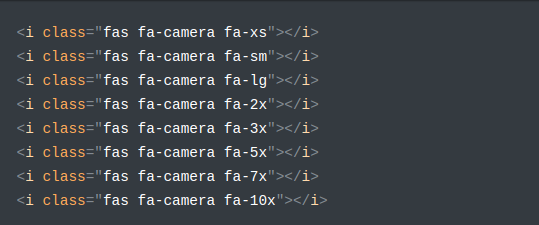 <i class="fas fa-camera fa-xs"></i>
<i class="fas fa-camera fa-sm"></i>
<i class="fas fa-camera fa-lg"></i>
<i class="fas fa-camera fa-2x"></i>
<i class="fas fa-camera fa-3x"></i>
<i class="fas fa-camera fa-5x"></i>
<i class="fas fa-camera fa-7x"></i>
<i class="fas fa-camera fa-10x"></i>